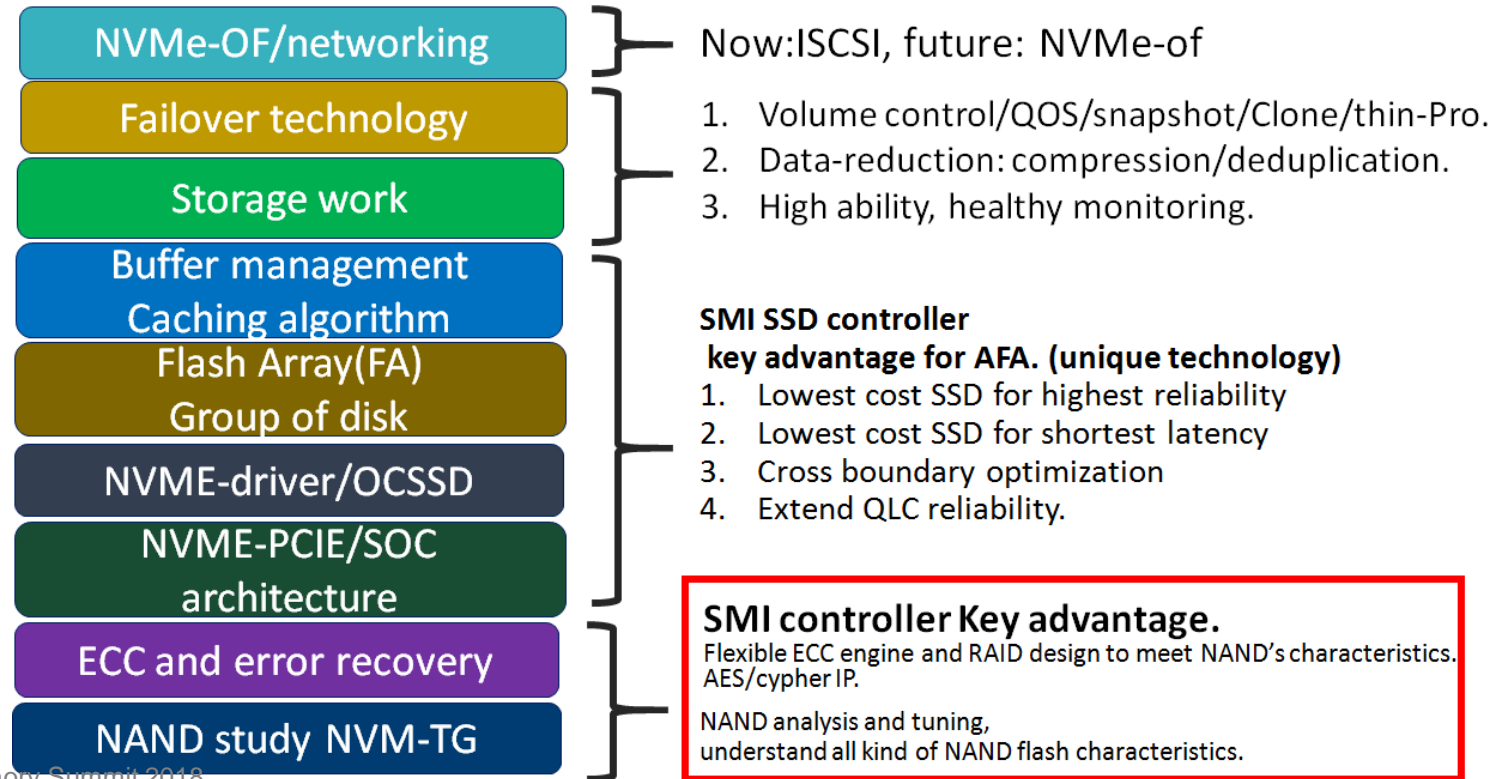 NVMe-OF/networking
Now:ISCSI, future: NVMe-of
Failover technology
Storage work
1. Volume control/QOS/snapshot/Clone/thin-Pro.
2. Data-reduction: compression/deduplication.
3. High ability, healthy monitoring.
Buffer management
Caching algorithm
Flash Array(FA)
Group of disk
NVME-driver/OCSSD
NVME-PCIE/SOC
architecture
SMI SSD controller
key advantage for AFA. (unique technology)
1. Lowest cost SSD for highest reliability
2. Lowest cost SSD for shortest latency
3. Cross boundary optimization
4. Extend QLC reliability.
ECC and error recovery
NAND study NVM-TG
SMI controller Key advantage.
Flexible ECC engine and RAID design to meet NAND's characteristics.
AES/cypher IP.
NAND analysis and tuning,
understand all kind of NAND flash characteristics.
Summit 2018